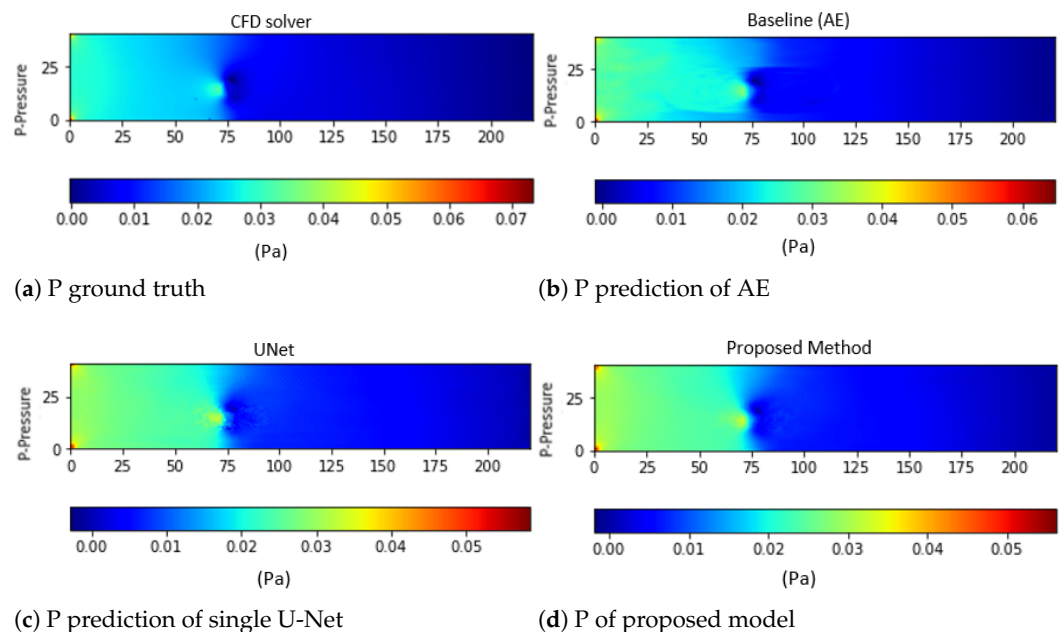 CFD solver
P-Pressure
25
0
0 25 50 75 100 125 150 175 200
0.00 0.01 0.02 0.03 0.04 0.05 0.06 0.07
(Pa)
(a) P ground truth
Baseline (AE)
P-Pressure
25
0
0 25 50 75 100 125 150 175 200
0.00 0.01 0.02 0.03 0.04 0.05 0.06
(Pa)
(b) P prediction of AE
UNet
P-Pressure
25
0
0 25 50 75 100 125 150 175 200
0.00 0.01 0.02 0.03 0.04 0.05
(Pa)
(c) P prediction of single U-Net
Proposed Method
P-Pressure
25
0
0 25 50 75 100 125 150 175 200
0.00 0.01 0.02 0.03 0.04 0.05
(Pa)
(d) P of proposed model